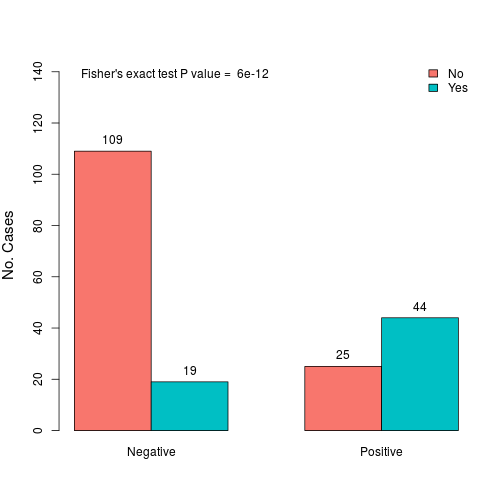 Fisher's exact test P value =  6e-12
No
Yes
No. Cases
140
120
100
80
60
40
20
0
109
19
25
44
Negative
Positive